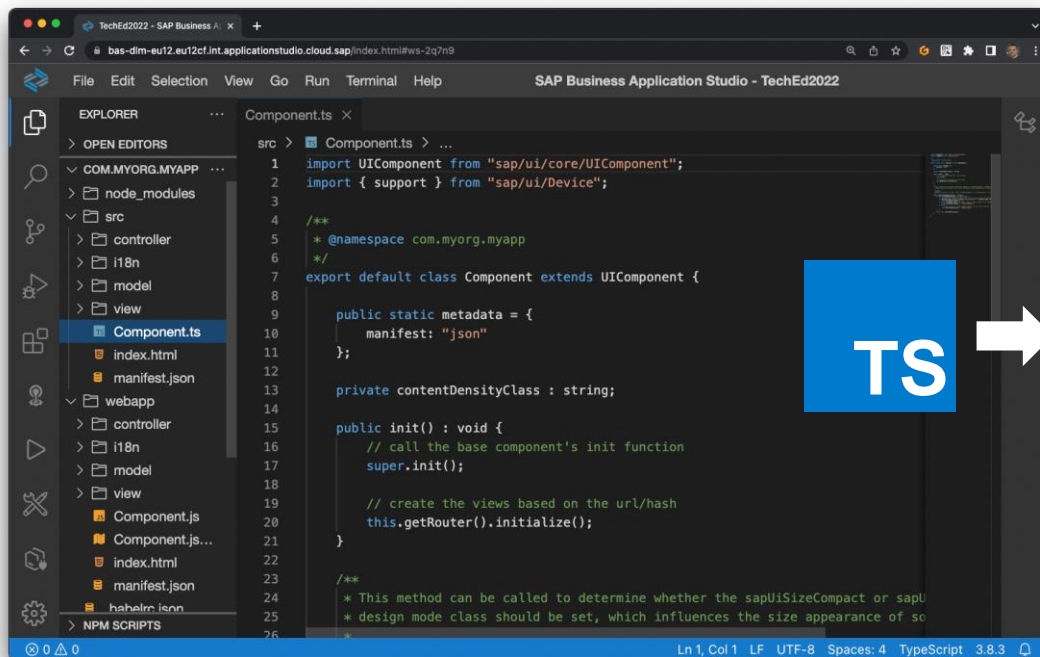 TechEd2022 - SAP Business A
bas-dlm-eu12.eu12cf.int.applicationstudio.cloud.sap/index.html#ws-2q7n9
File Edit Selection View Go Run Terminal Help SAP Business Application Studio - TechEd2022
EXPLORER
OPEN EDITORS
COM.MYORG.MYAPP
node_modules
src
controller
i18n
model
view
Component.ts
index.html
manifest.json
webapp
controller
i18n
model
view
Component.js
Component.js...
index.html
manifest.json
babelrc.json
NPM SCRIPTS
Component.ts
src > Component.ts > ...
1 import UIComponent from "sap/ui/core/UIComponent";
2 import { support } from "sap/ui/Device";
3
4 /**
5 * @namespace com.myorg.myapp
6 */
7 export default class Component extends UIComponent {
8
9 public static metadata = {
10 manifest: "json"
11 };
12
13 private contentDensityClass : string;
14
15 public init() : void {
16 // call the base component's init function
17 super.init();
18
19 // create the views based on the url/hash
20 this.getRouter().initialize();
21 }
22
23 /**
24 * This method can be called to determine whether the sapUiSizeCompact or sapU
25 * design mode class should be set, which influences the size appearance of so
26 *
TS
0 0 Ln 1, Col 1 LF UTF-8 Spaces: 4 TypeScript 3.8.3